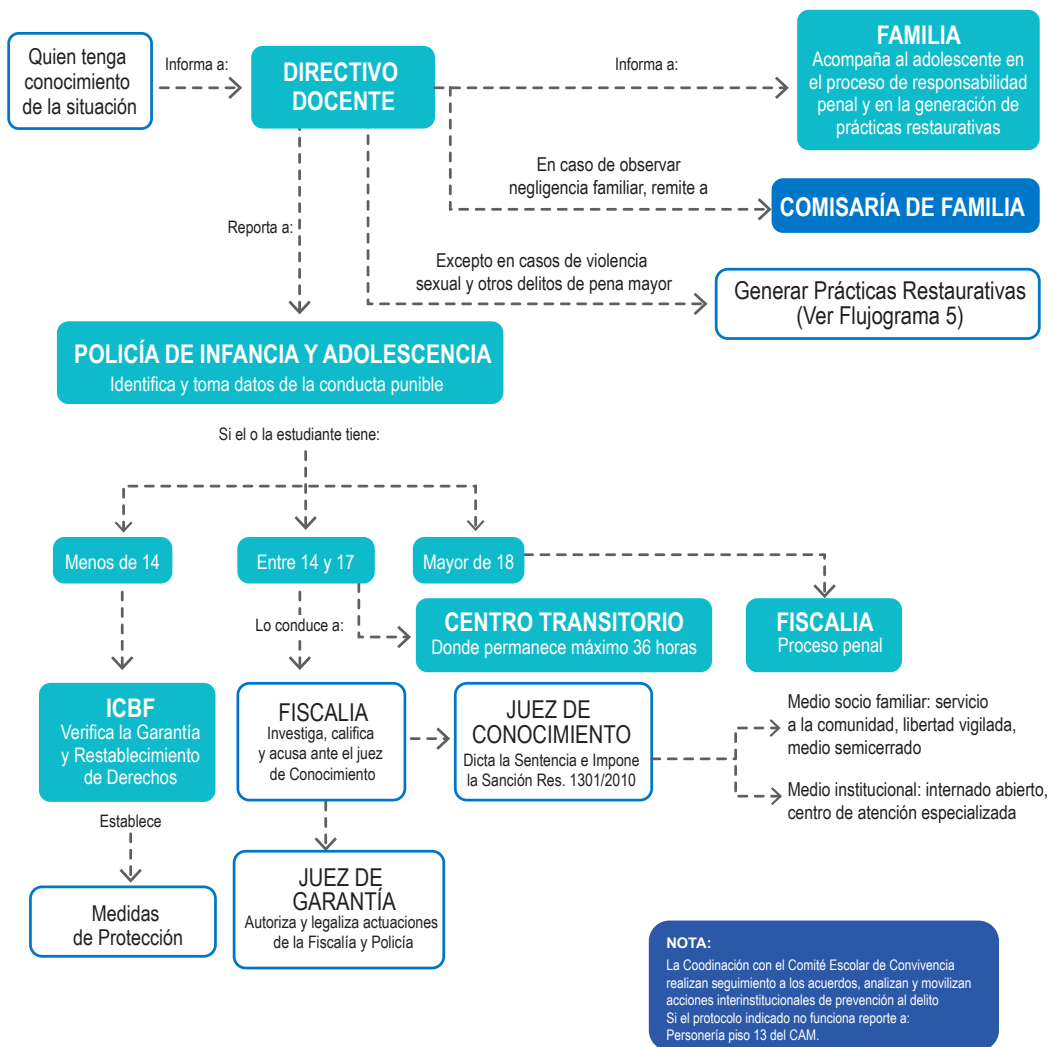 Quien tenga
conocimiento
de la situación
Informa a:
DIRECTIVO
DOCENTE
Informa a:
FAMILIA
Acompaña al adolescente en
el proceso de responsabilidad
penal y en la generación de
prácticas restaurativas
En caso de observar
negligencia familiar, remite a
COMISARÍA DE FAMILIA
Reporta a:
Excepto en casos de violencia
sexual y otros delitos de pena mayor
Generar Prácticas Restaurativas
(Ver Flujograma 5)
POLICÍA DE INFANCIA Y ADOLESCENCIA
Identifica y toma datos de la conducta punible
Si el o la estudiante tiene:
Menos de 14
Entre 14 y 17
Mayor de 18
Lo conduce a:
CENTRO TRANSITORIO
Donde permanece máximo 36 horas
FISCALIA
Proceso penal
ICBF
Verifica la Garantía
y Restablecimiento
de Derechos
FISCALIA
Investiga, califica
y acusa ante el juez
de Conocimiento
JUEZ DE
CONOCIMIENTO
Dicta la Sentencia e Impone
la Sanción Res. 1301/2010
Medio socio familiar: servicio
a la comunidad, libertad vigilada,
medio semicerrado
Medio institucional: internado abierto,
centro de atención especializada
Establece
Medidas
de Protección
JUEZ DE
GARANTÍA
Autoriza y legaliza actuaciones
de la Fiscalía y Policía
NOTA:
La Coodinación con el Comité Escolar de Convivencia
realizan seguimiento a los acuerdos, analizan y movilizan
acciones interinstitucionales de prevención al delito
Si el protocolo indicado no funciona reporte a:
Personería piso 13 del CAM.